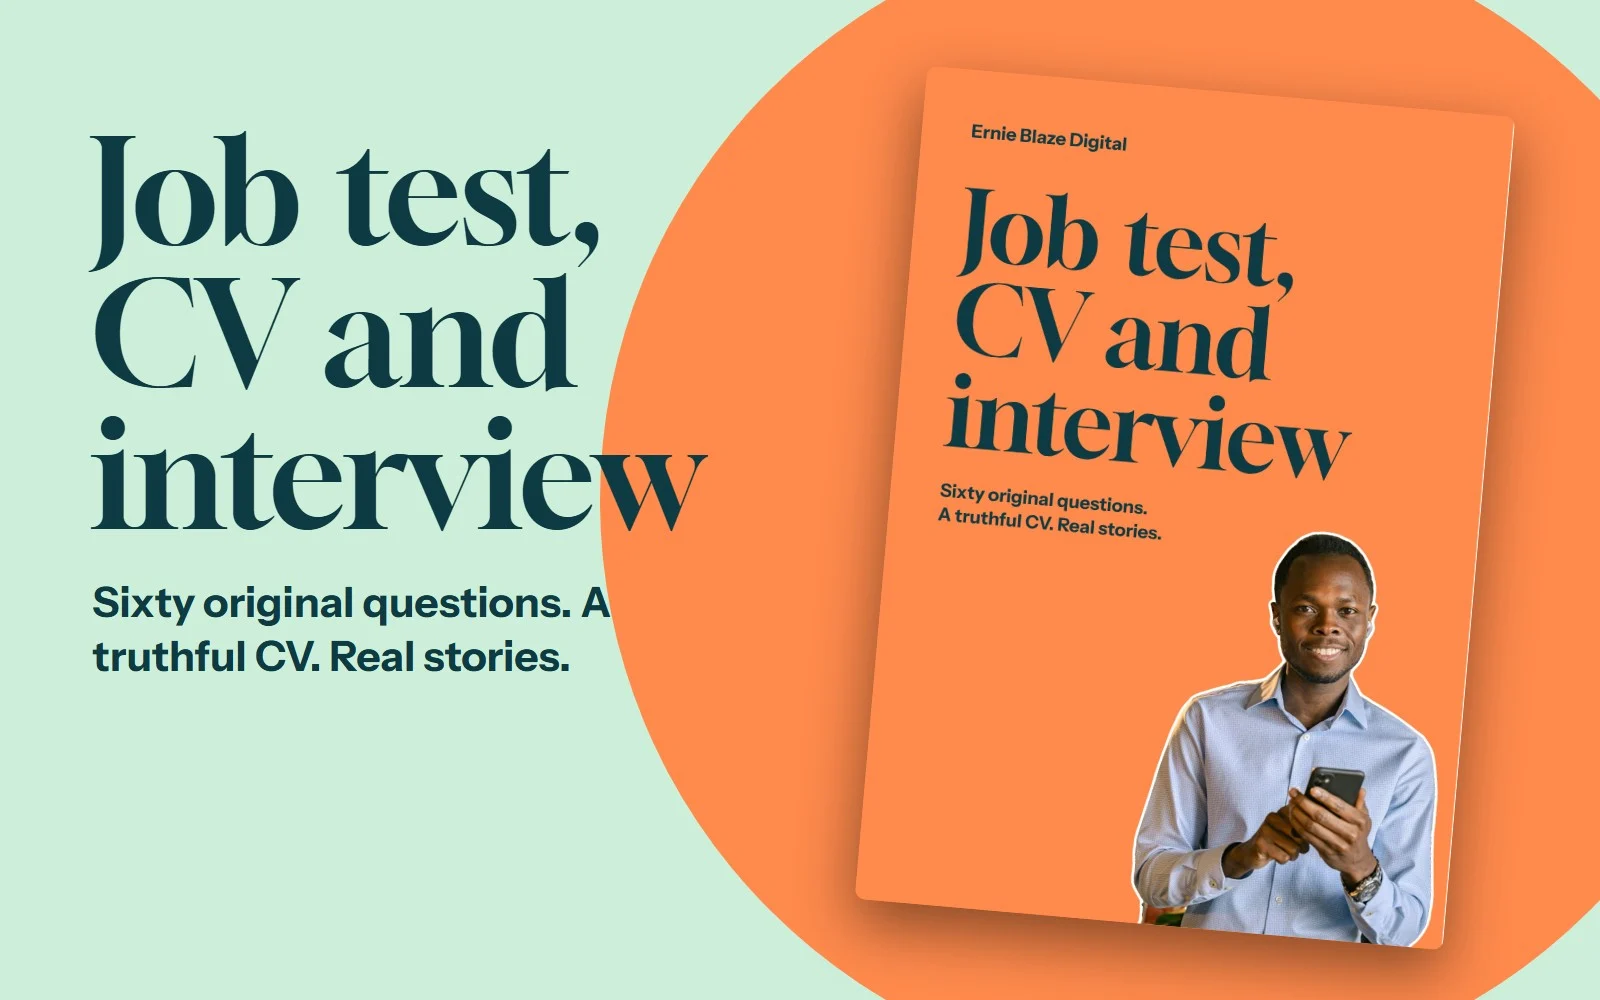 Job test,
CV and
interview
Sixty original questions. A
truthful CV. Real stories.
Ernie Blaze Digital
Job test,
CV and
interview
Sixty original questions.
A truthful CV. Real stories.